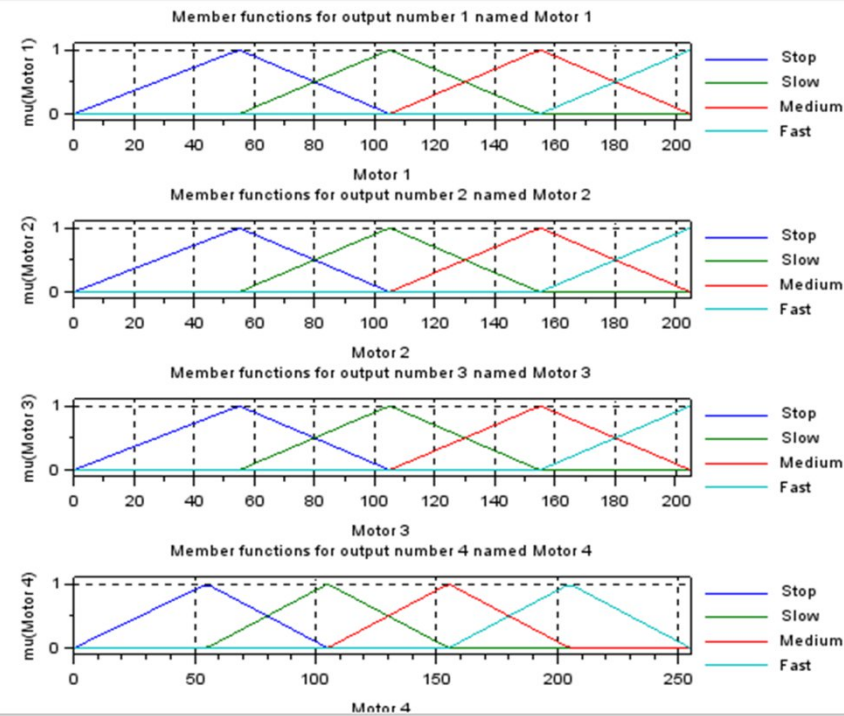 Member functions for output number 1 named Motor 1
mu(Motor 1)
1
0
Stop
Slow
Medium
Fast
0 20 40 60 80 100 120 140 160 180 200
Motor 1
Member functions for output number 2 named Motor 2
mu(Motor 2)
1
0
Stop
Slow
Medium
Fast
0 20 40 60 80 100 120 140 160 180 200
Motor 2
Member functions for output number 3 named Motor 3
mu(Motor 3)
1
0
Stop
Slow
Medium
Fast
0 20 40 60 80 100 120 140 160 180 200
Motor 3
Member functions for output number 4 named Motor 4
mu(Motor 4)
1
0
Stop
Slow
Medium
Fast
0 50 100 150 200 250
Motor 4